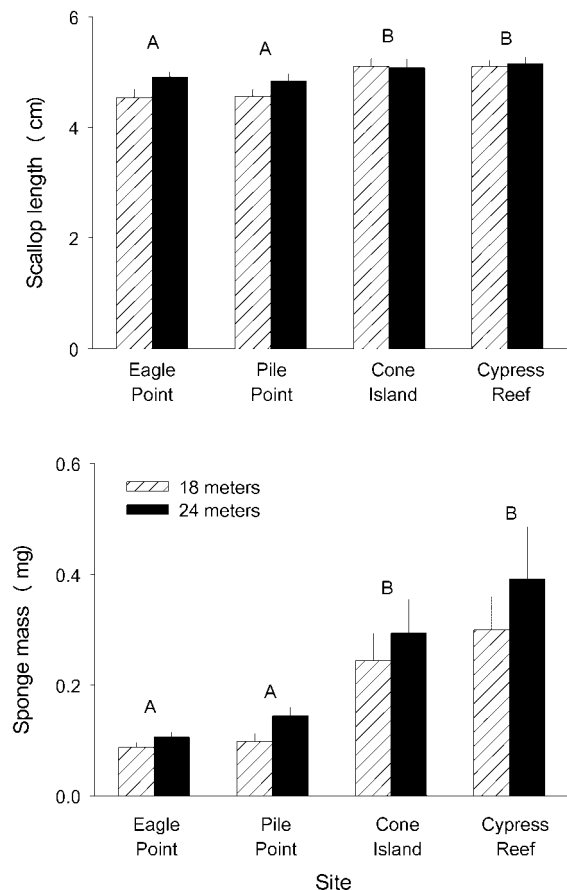 6
A
A
B
B
4
Scallop length ( cm)
2
0
Eagle Point
Pile Point
Cone Island
Cypress Reef
0.6
18 meters
24 meters
B
0.4
B
Sponge mass ( mg)
0.2
A
A
0.0
Eagle Point
Pile Point
Cone Island
Cypress Reef
Site